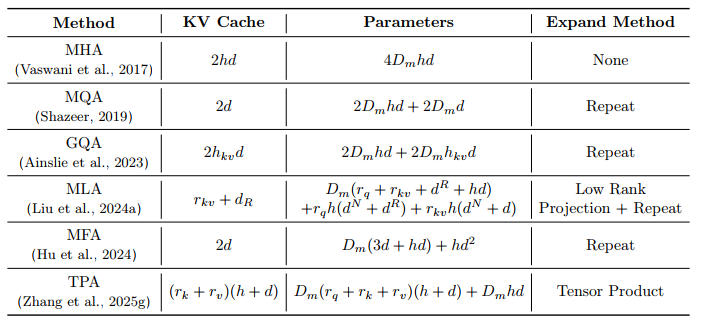 Method KV Cache Parameters Expand Method
MHA
(Vaswani et al., 2017) 2hd 4D_mhd None
MQA
(Shazeer, 2019) 2d 2D_mhd + 2D_md Repeat
GQA
(Ainslie et al., 2023) 2h_{kv}d 2D_mhd + 2D_mh_{kv}d Repeat
MLA D_m(r_q + r_{kv} + d^R + hd) Low Rank
(Liu et al., 2024a) r_{kv} + d_R +r_qh(d^N + d^R) + r_{kv}h(d^N + d) Projection + Repeat
MFA
(Hu et al., 2024) 2d D_m(3d + hd) + hd^2 Repeat
TPA
(Zhang et al., 2025g) (r_k + r_v)(h + d) D_m(r_q + r_k + r_v)(h + d) + D_mhd Tensor Product